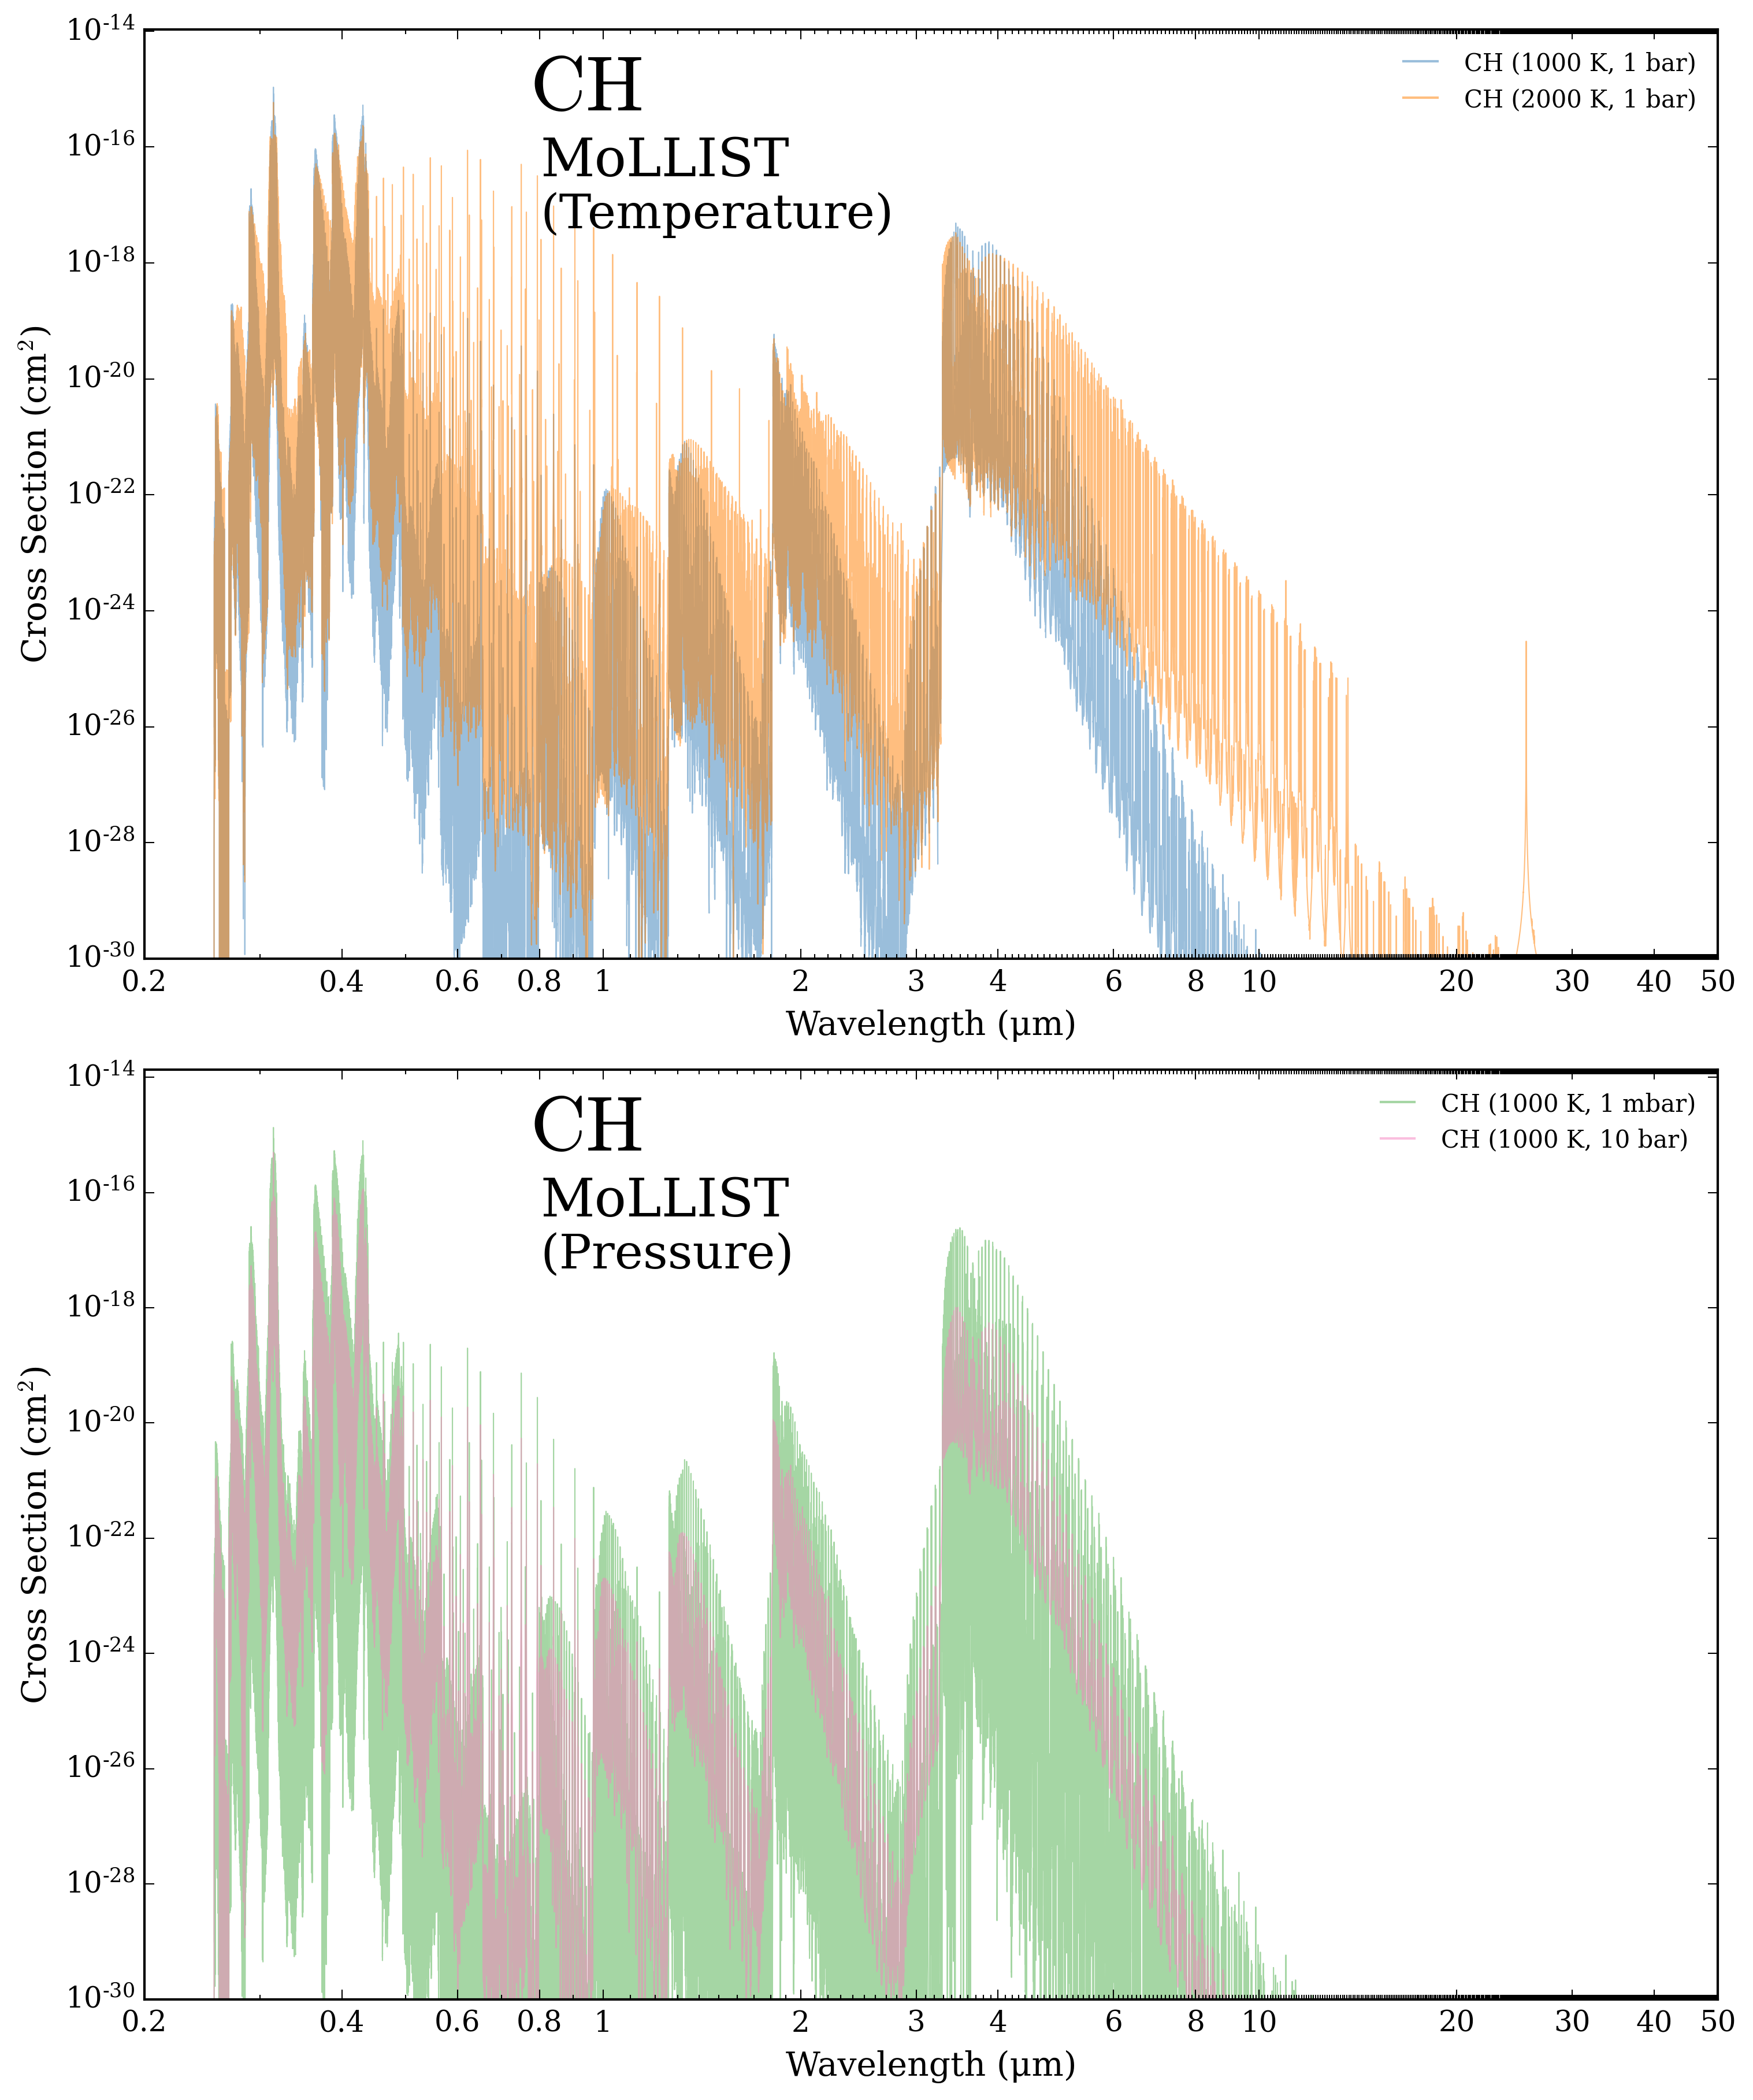 CH
MoLLIST
(Temperature)
CH (1000 K, 1 bar)
CH (2000 K, 1 bar)
Cross Section (cm²)
10⁻¹⁴
10⁻¹⁶
10⁻¹⁸
10⁻²⁰
10⁻²²
10⁻²⁴
10⁻²⁶
10⁻²⁸
10⁻³⁰
0.2 0.4 0.6 0.8 1 2 3 4 6 8 10 20 30 40 50
Wavelength (μm)
CH
MoLLIST
(Pressure)
CH (1000 K, 1 mbar)
CH (1000 K, 10 bar)
Cross Section (cm²)
10⁻¹⁴
10⁻¹⁶
10⁻¹⁸
10⁻²⁰
10⁻²²
10⁻²⁴
10⁻²⁶
10⁻²⁸
10⁻³⁰
0.2 0.4 0.6 0.8 1 2 3 4 6 8 10 20 30 40 50
Wavelength (μm)